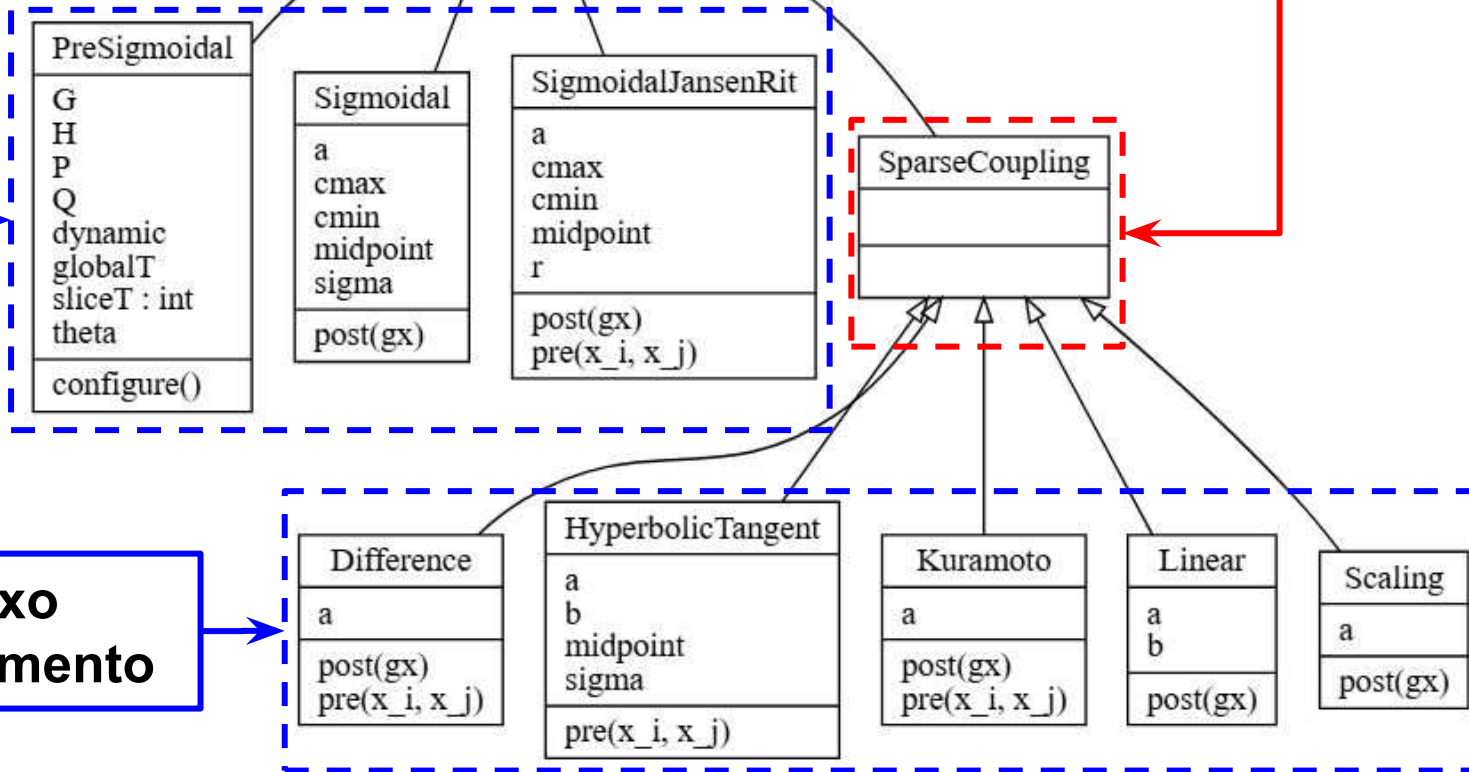 PreSigmoidal
G
H
P
Q
dynamic
globalT
sliceT : int
theta
configure()
Sigmoidal
a
cmax
cmin
midpoint
sigma
post(gx)
SigmoidalJansenRit
a
cmax
cmin
midpoint
r
post(gx)
pre(x_i, x_j)
SparseCoupling
xo
mento
Difference
a
post(gx)
pre(x_i, x_j)
HyperbolicTangent
a
b
midpoint
sigma
pre(x_i, x_j)
Kuramoto
a
post(gx)
pre(x_i, x_j)
Linear
a
b
post(gx)
Scaling
a
post(gx)